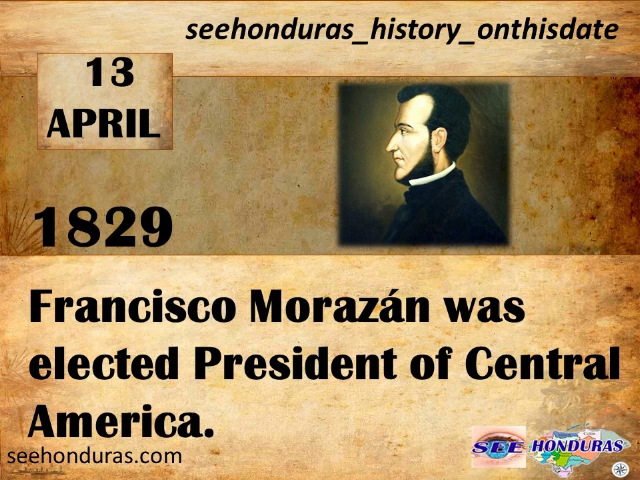 seehonduras_history_onthisdate
13
APRIL
1829
Francisco Morazán was
elected President of Central
America.
seehonduras.com
SEE HONDURAS